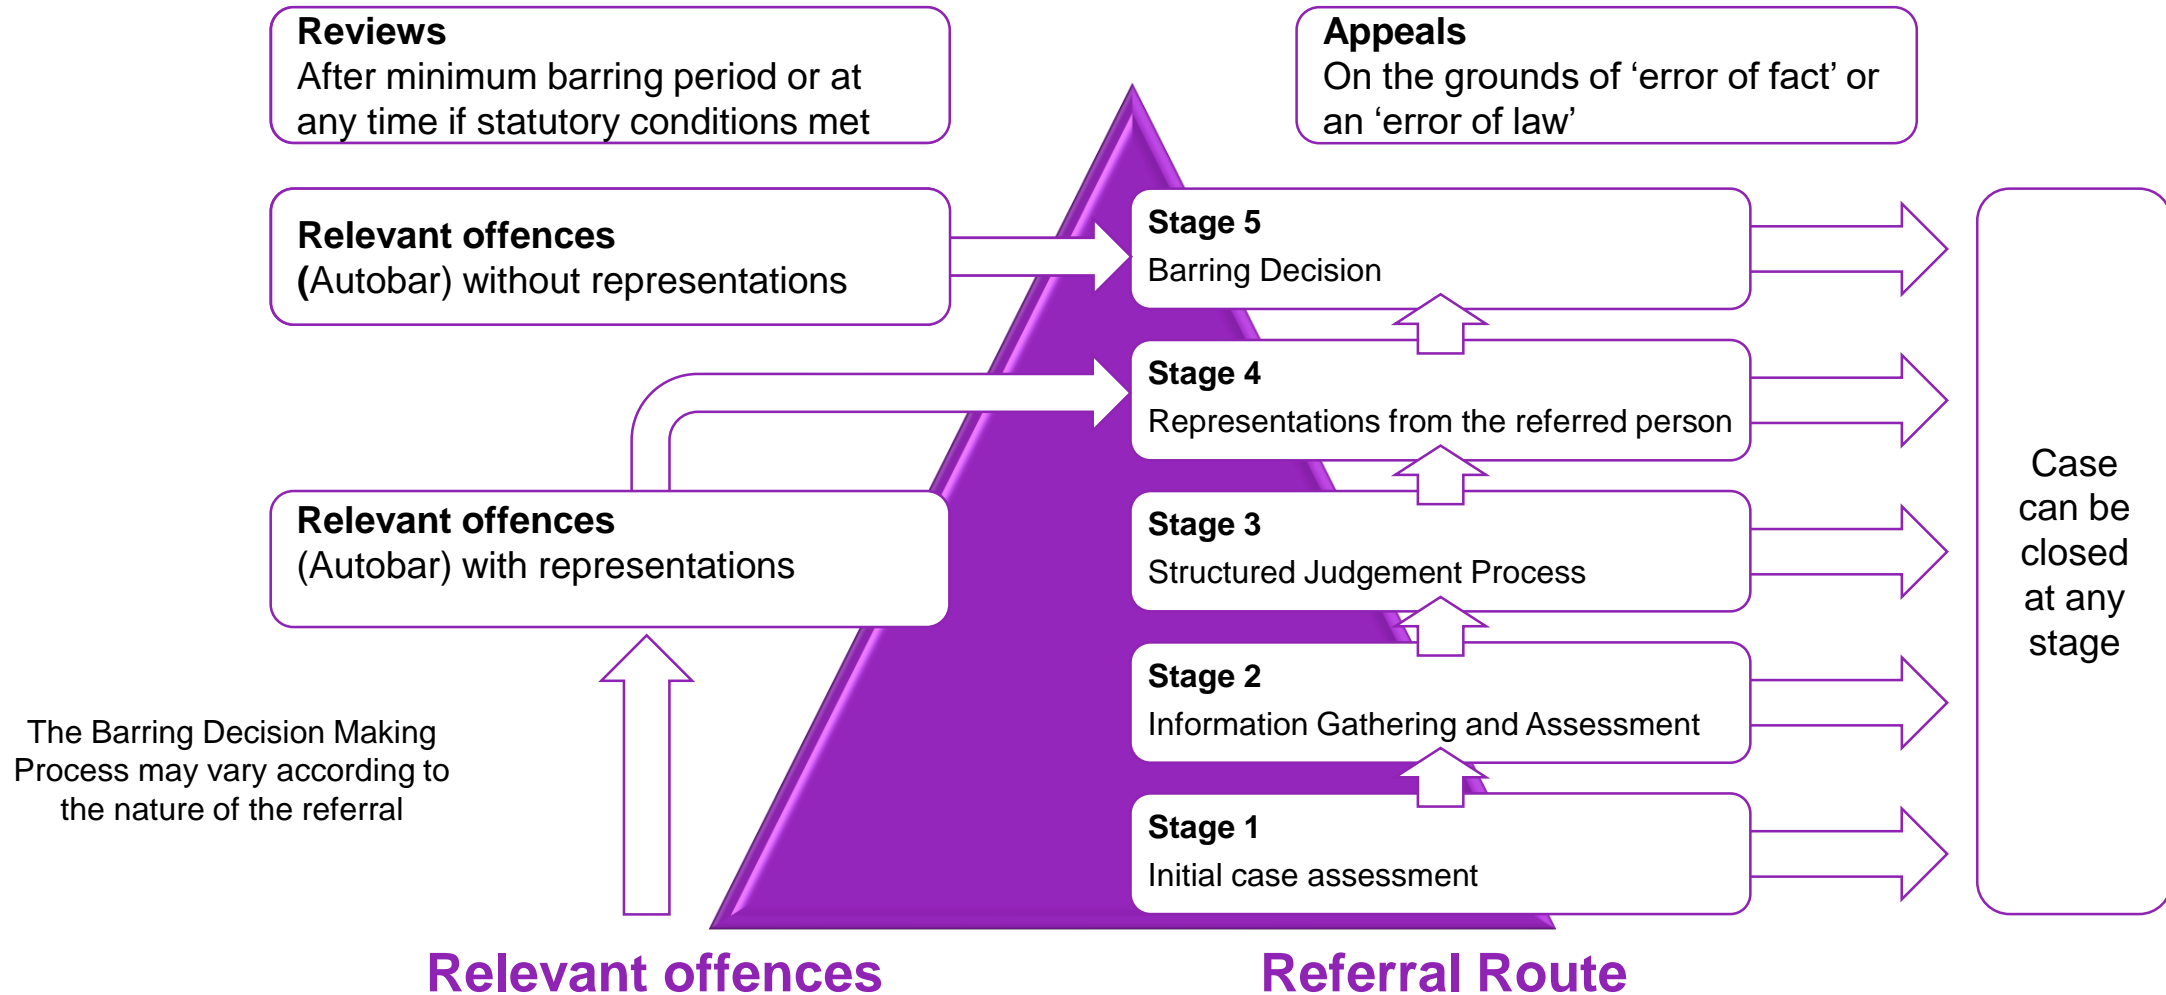 Reviews
After minimum barring period or at
any time if statutory conditions met
Appeals
On the grounds of ‘error of fact’ or
an ‘error of law’
Relevant offences
(Autobar) without representations
Stage 5
Barring Decision
Stage 4
Representations from the referred person
Relevant offences
(Autobar) with representations
Stage 3
Structured Judgement Process
Stage 2
Information Gathering and Assessment
Stage 1
Initial case assessment
Case
can be
closed
at any
stage
The Barring Decision Making
Process may vary according to
the nature of the referral
Relevant offences
Referral Route